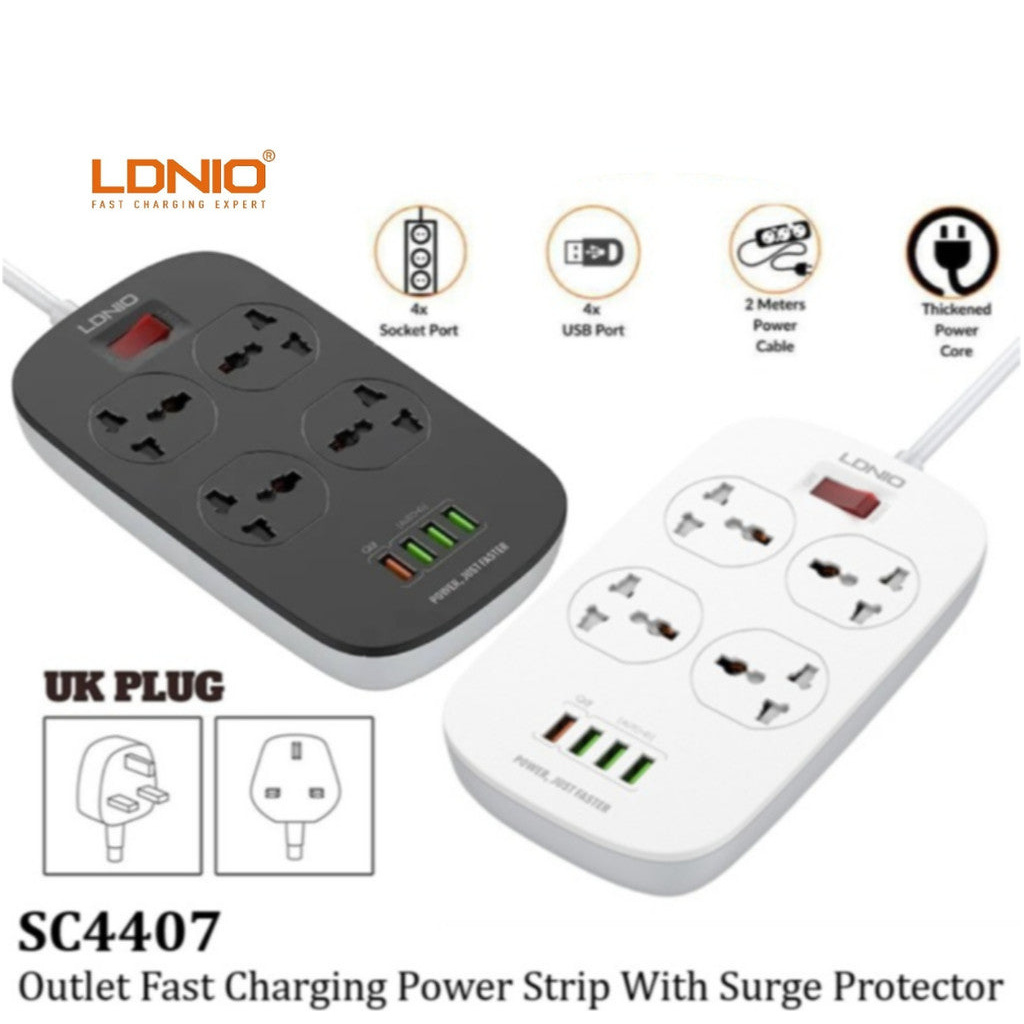 LDNIO®
FAST CHARGING EXPERT
4x
Socket Port
4x
USB Port
2 Meters
Power
Cable
Thickened
Power
Core
LDNIO
POWER, JUST FASTER
LDNIO
POWER, JUST FASTER
UK PLUG
SC4407
Outlet Fast Charging Power Strip With Surge Protector